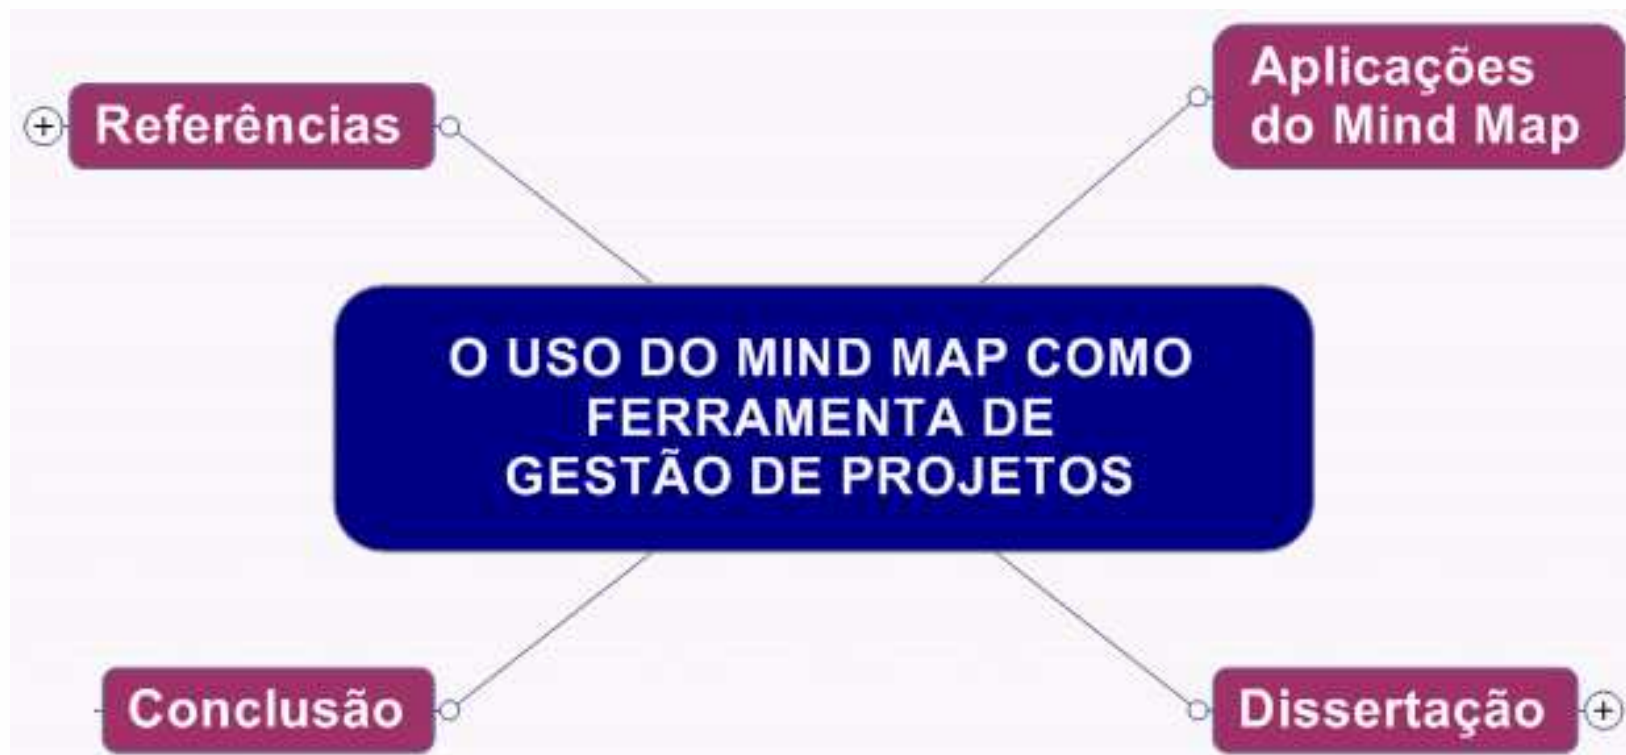 Referências
Aplicações
do Mind Map
O USO DO MIND MAP COMO
FERRAMENTA DE
GESTÃO DE PROJETOS
Conclusão
Dissertação